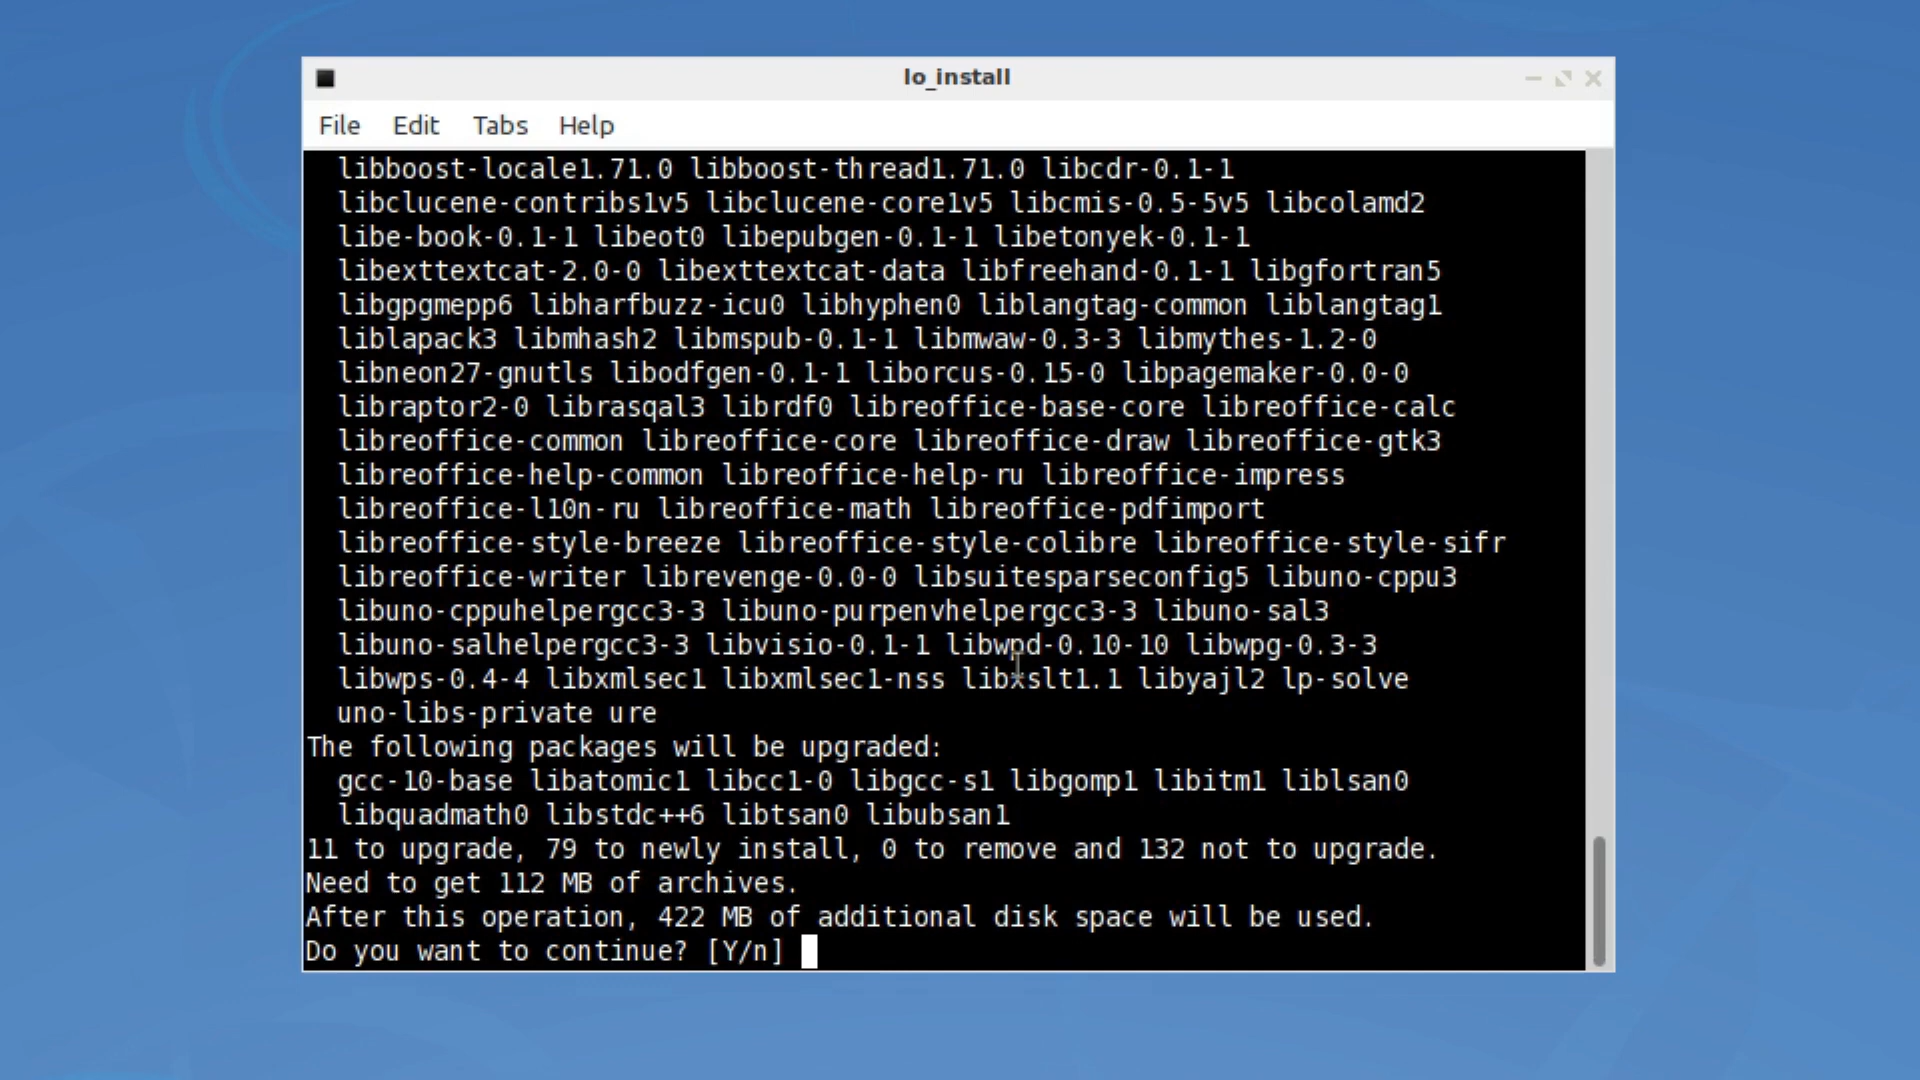 lo_install
File Edit Tabs Help
libboost-locale1.71.0 libboost-thread1.71.0 libcdr-0.1-1
libclucene-contribs1v5 libclucene-core1v5 libcmis-0.5-5v5 libcolamd2
libe-book-0.1-1 libeot0 libepubgen-0.1-1 libetonyek-0.1-1
libexttextcat-2.0-0 libexttextcat-data libfreehand-0.1-1 libgfortran5
libgpgmepp6 libharfbuzz-icu0 libhyphen0 liblangtag-common liblangtag1
liblapack3 libmhash2 libmspub-0.1-1 libmwaw-0.3-3 libmythes-1.2-0
libneon27-gnutls libodfgen-0.1-1 liborcus-0.15-0 libpagemaker-0.0-0
libraptor2-0 librasqal3 librdf0 libreoffice-base-core libreoffice-calc
libreoffice-common libreoffice-core libreoffice-draw libreoffice-gtk3
libreoffice-help-common libreoffice-help-ru libreoffice-impress
libreoffice-l10n-ru libreoffice-math libreoffice-pdfimport
libreoffice-style-breeze libreoffice-style-colibre libreoffice-style-sifr
libreoffice-writer librevenge-0.0-0 libsuitesparseconfig5 libuno-cppu3
libuno-cppuhelpergcc3-3 libuno-purpenvhelpergcc3-3 libuno-sal3
libuno-salhelpergcc3-3 libvisio-0.1-1 libwpd-0.10-10 libwpg-0.3-3
libwps-0.4-4 libxmlsec1 libxmlsec1-nss libxslt1.1 libyajl2 lp-solve
uno-libs-private ure
The following packages will be upgraded:
gcc-10-base libatomic1 libcc1-0 libgcc-s1 libgomp1 libitm1 liblsan0
libquadmath0 libstdc++6 libtsan0 libubsan1
11 to upgrade, 79 to newly install, 0 to remove and 132 not to upgrade.
Need to get 112 MB of archives.
After this operation, 422 MB of additional disk space will be used.
Do you want to continue? [Y/n]